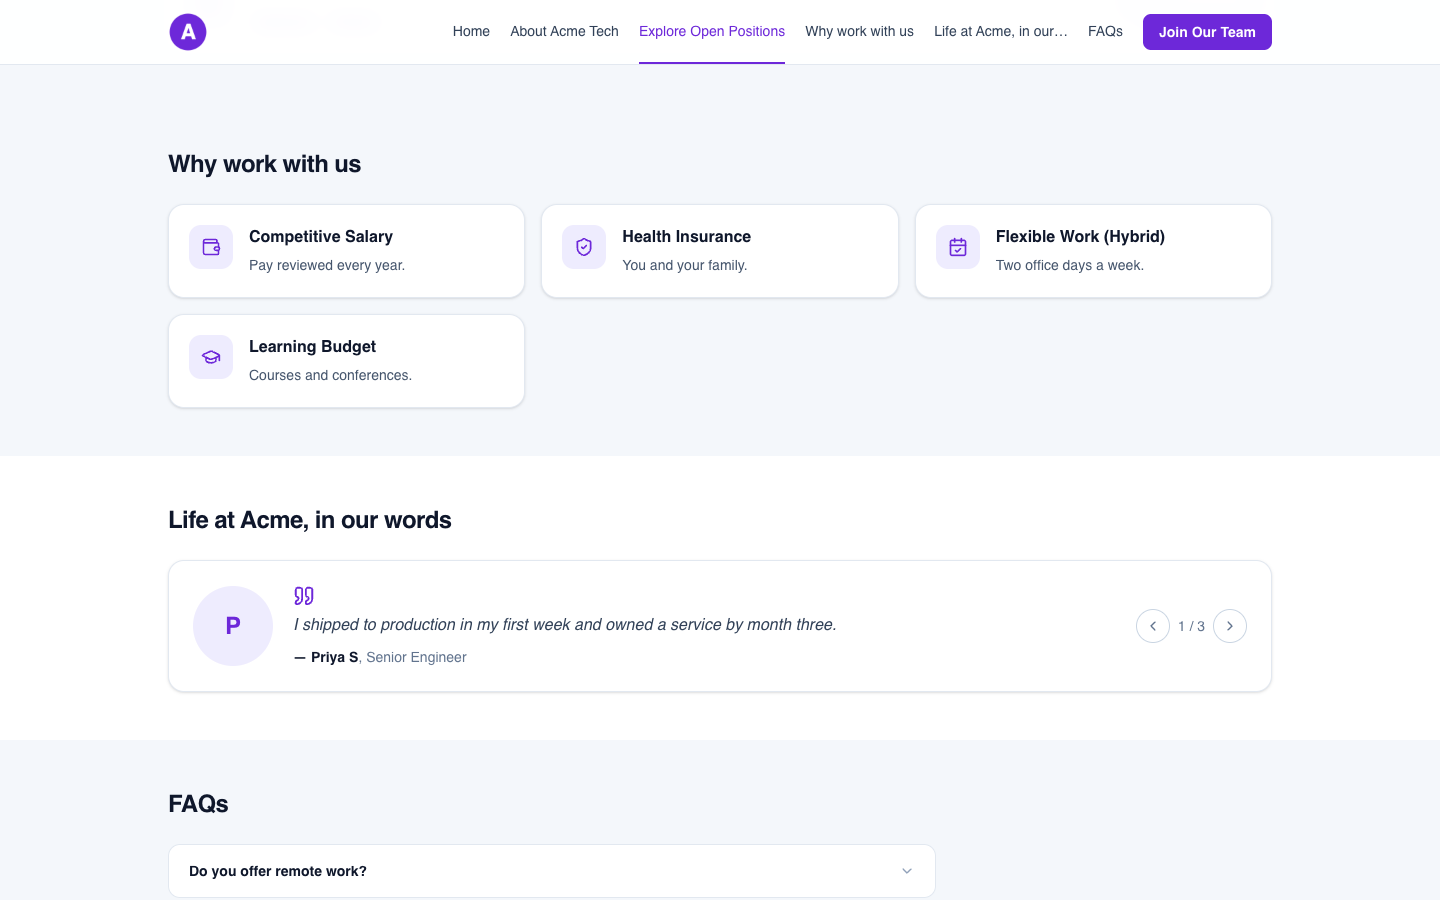 A
Home
About Acme Tech
Explore Open Positions
Why work with us
Life at Acme, in our…
FAQs
Join Our Team
Why work with us
Competitive Salary
Pay reviewed every year.
Health Insurance
You and your family.
Flexible Work (Hybrid)
Two office days a week.
Learning Budget
Courses and conferences.
Life at Acme, in our words
P
I shipped to production in my first week and owned a service by month three.
— Priya S, Senior Engineer
1 / 3
FAQs
Do you offer remote work?